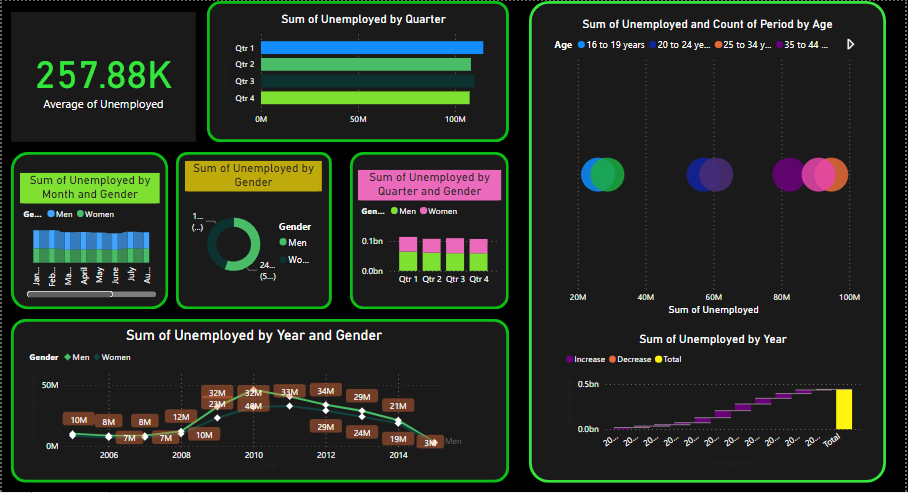 257.88K
Average of Unemployed
Sum of Unemployed by Quarter
Qtr 1
Qtr 2
Qtr 3
Qtr 4
0M 50M 100M
Sum of Unemployed by
Month and Gender
Ge... Men Women
Jan... Feb... Ma... April May June July Au...
Sum of Unemployed by
Gender
1...
(...)
24...
(5...)
Gender
Men
Wo...
Sum of Unemployed by
Quarter and Gender
Gen... Men Women
0.1bn
0.0bn
Qtr 1 Qtr 2 Qtr 3 Qtr 4
Sum of Unemployed by Year and Gender
Gender Men Women
50M
0M
10M 8M 8M 12M 32M 32M 33M 34M 29M 21M
23M 46M
7M 7M 10M 29M 24M 19M 3M Men
2006 2008 2010 2012 2014
Sum of Unemployed and Count of Period by Age
Age 16 to 19 years 20 to 24 ye... 25 to 34 y... 35 to 44 ...
20M 40M 60M 80M 100M
Sum of Unemployed
Sum of Unemployed by Year
Increase Decrease Total
0.5bn
0.0bn
20... 20... 20... 20... 20... 20... 20... 20... 20... 20... 20... Total